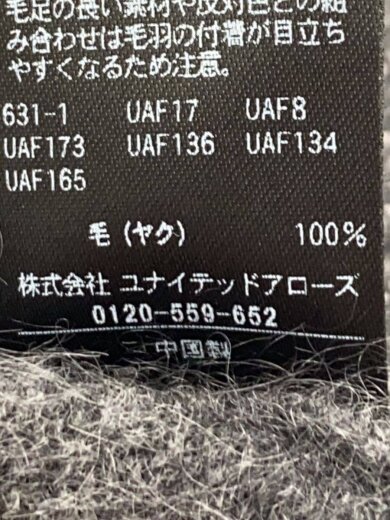 毛足の長い素材や反対色との組
み合わせは毛羽の付着が目立ち
やすくなるため注意。
631-1 UAF17 UAF8
UAF173 UAF136 UAF134
UAF165
毛 (ヤク) 100%
株式会社 ユナイテッドアローズ
0120-559-652
中国製